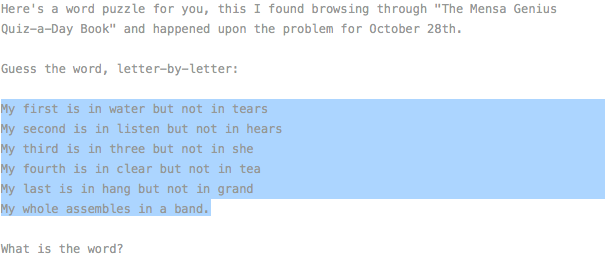 Here's a word puzzle for you, this I found browsing through "The Mensa Genius
Quiz-a-Day Book" and happened upon the problem for October 28th.
Guess the word, letter-by-letter:
My first is in water but not in tears
My second is in listen but not in hears
My third is in three but not in she
My fourth is in clear but not in tea
My last is in hang but not in grand
My whole assembles in a band.
What is the word?